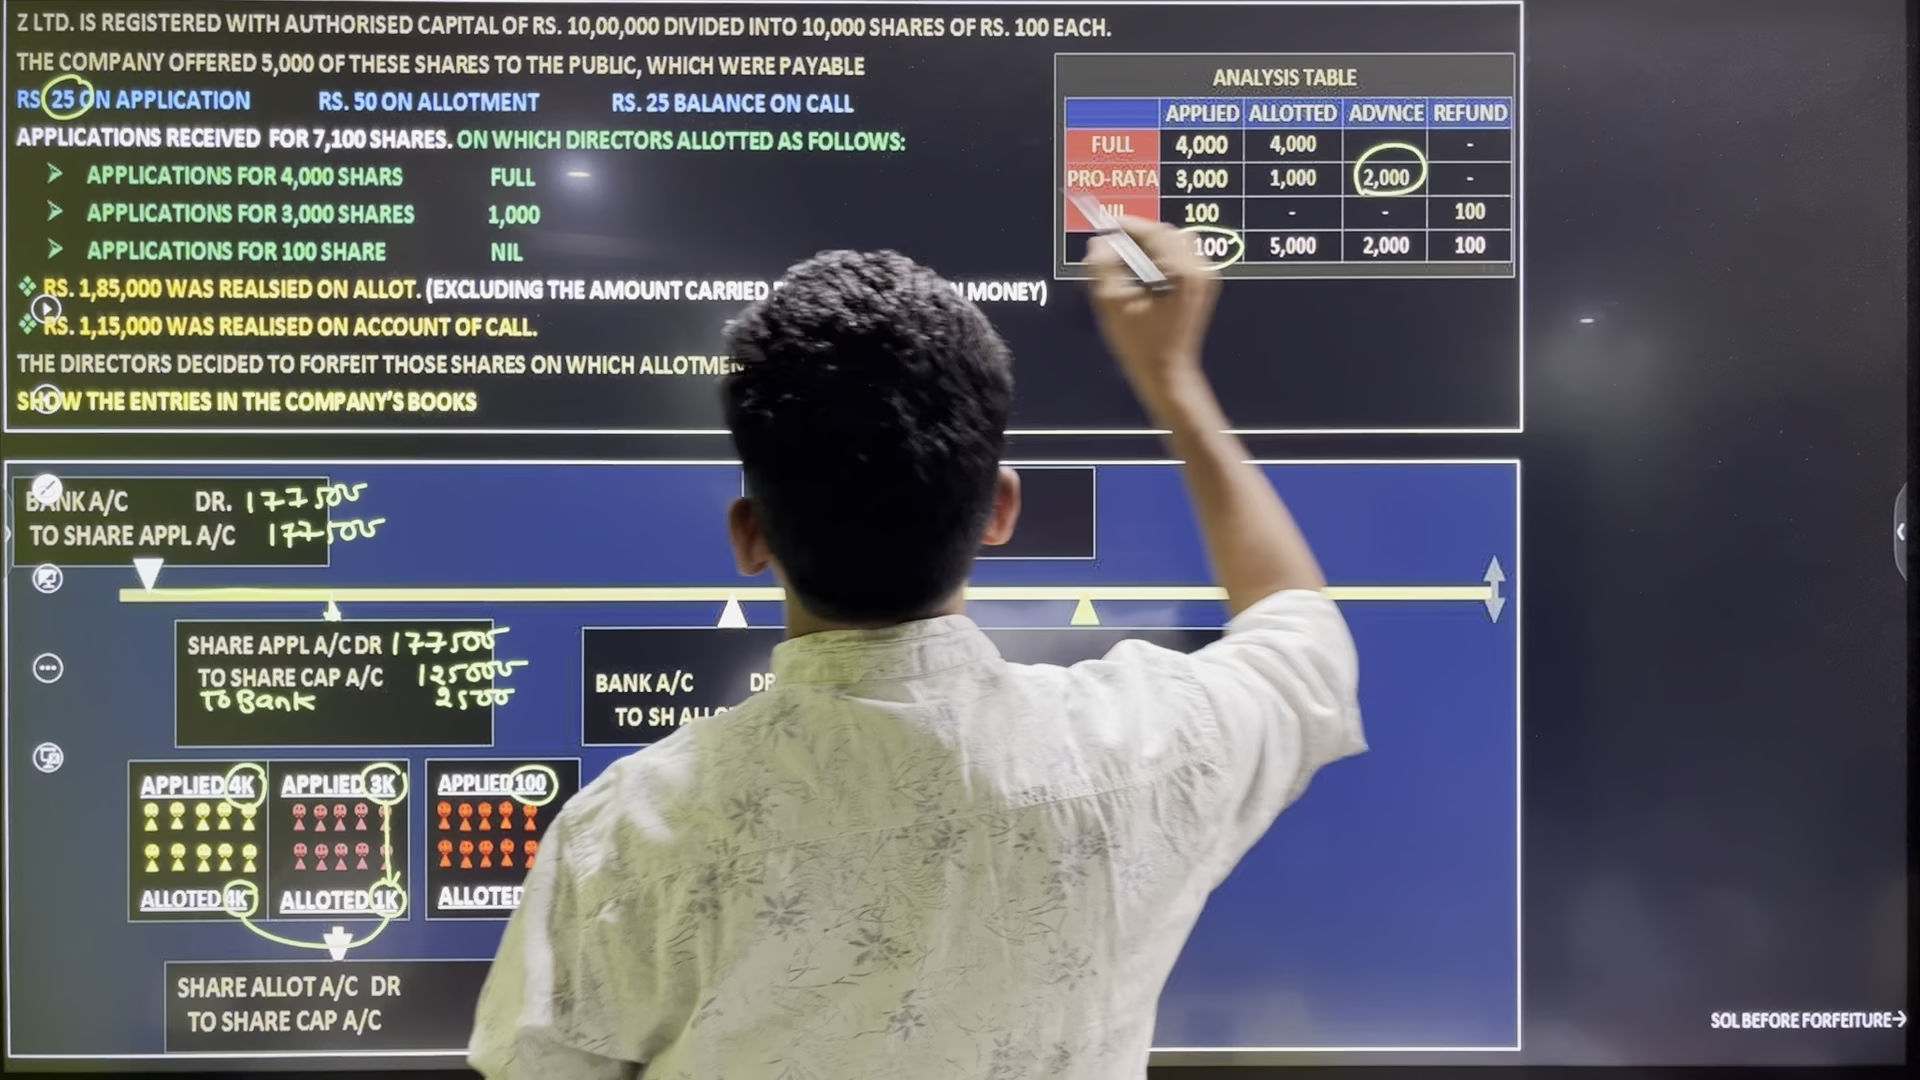 Z LTD. IS REGISTERED WITH AUTHORISED CAPITAL OF RS. 10,00,000 DIVIDED INTO 10,000 SHARES OF RS. 100 EACH.
THE COMPANY OFFERED 5,000 OF THESE SHARES TO THE PUBLIC, WHICH WERE PAYABLE
RS 25 ON APPLICATION RS. 50 ON ALLOTMENT RS. 25 BALANCE ON CALL
APPLICATIONS RECEIVED FOR 7,100 SHARES. ON WHICH DIRECTORS ALLOTTED AS FOLLOWS:
APPLICATIONS FOR 4,000 SHARS FULL
APPLICATIONS FOR 3,000 SHARES 1,000
APPLICATIONS FOR 100 SHARE NIL
RS. 1,85,000 WAS REALSIED ON ALLOT. (EXCLUDING THE AMOUNT CARRIED MONEY)
RS. 1,15,000 WAS REALISED ON ACCOUNT OF CALL.
THE DIRECTORS DECIDED TO FORFEIT THOSE SHARES ON WHICH
SHOW THE ENTRIES IN THE COMPANY'S BOOKS
ANALYSIS TABLE
APPLIED ALLOTTED ADVNCE REFUND
FULL 4,000 4,000 -
PRO-RATA 3,000 1,000 2,000 -
NIL 100 - - 100
100 5,000 2,000 100
BANK A/C DR. 177500
TO SHARE APPL A/C 177500
SHARE APPL A/C DR 177500
TO SHARE CAP A/C 125000
To Bank 2500
BANK A/C
TO SH
APPLIED 4K APPLIED 3K APPLIED 100
ALLOTED 4K ALLOTED 1K ALLOTED
SHARE ALLOT A/C DR
TO SHARE CAP A/C
SOL BEFORE FORFEITURE→